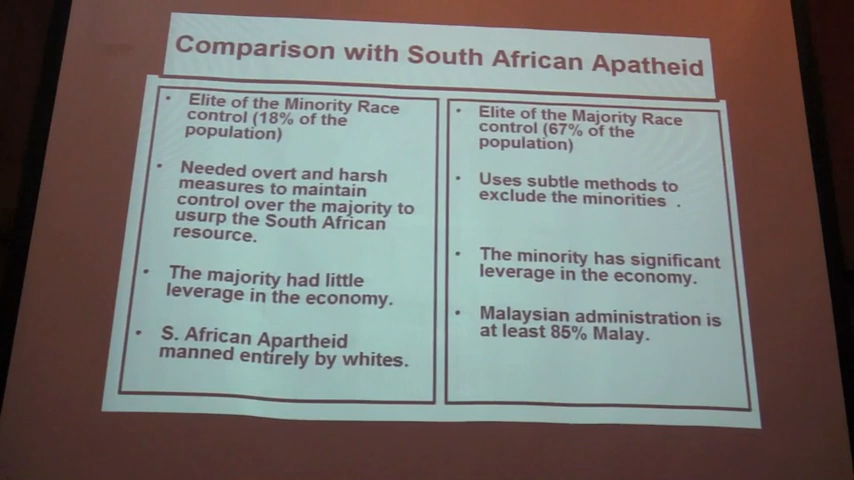 Comparison with South African Apatheid
• Elite of the Minority Race
control (18% of the
population)
• Needed overt and harsh
measures to maintain
control over the majority to
usurp the South African
resource.
• The majority had little
leverage in the economy.
• S. African Apartheid
manned entirely by whites.
• Elite of the Majority Race
control (67% of the
population)
• Uses subtle methods to
exclude the minorities .
• The minority has significant
leverage in the economy.
• Malaysian administration is
at least 85% Malay.